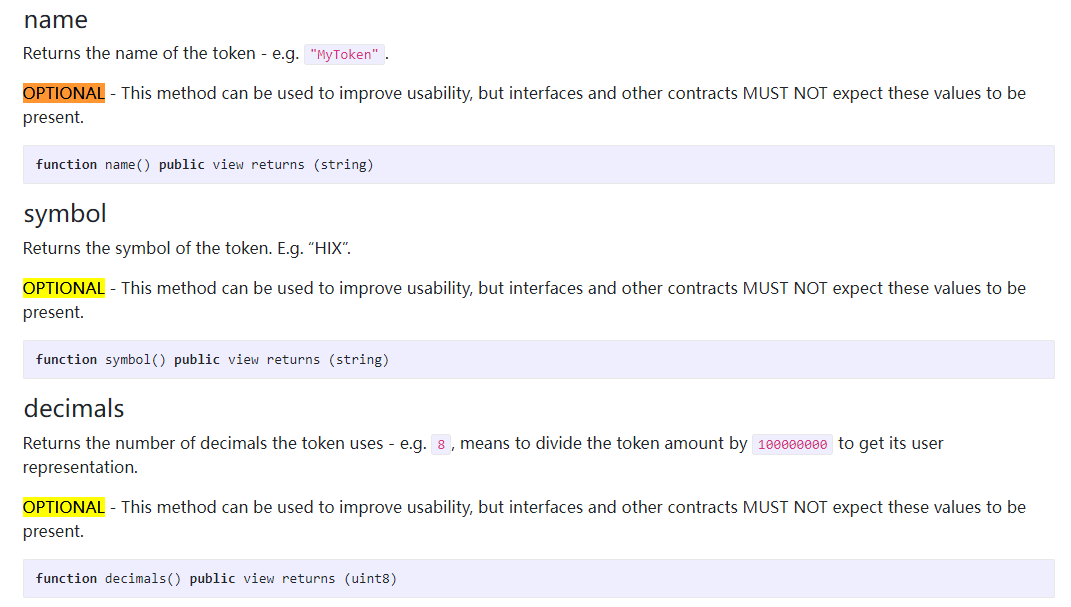 name
Returns the name of the token - e.g. "MyToken" .
OPTIONAL - This method can be used to improve usability, but interfaces and other contracts MUST NOT expect these values to be
present.
function name() public view returns (string)
symbol
Returns the symbol of the token. E.g. “HIX”.
OPTIONAL - This method can be used to improve usability, but interfaces and other contracts MUST NOT expect these values to be
present.
function symbol() public view returns (string)
decimals
Returns the number of decimals the token uses - e.g. 8 , means to divide the token amount by 100000000 to get its user
representation.
OPTIONAL - This method can be used to improve usability, but interfaces and other contracts MUST NOT expect these values to be
present.
function decimals() public view returns (uint8)